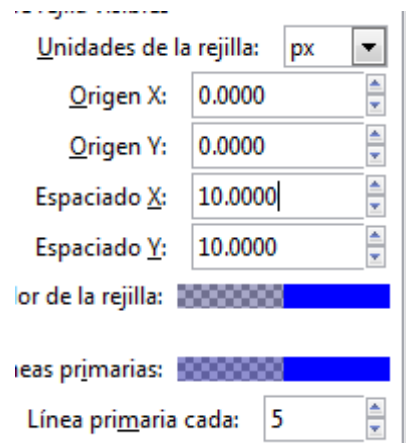 Unidades de la rejilla: px
Origen X: 0.0000
Origen Y: 0.0000
Espaciado X: 10.0000
Espaciado Y: 10.0000
lor de la rejilla:
eas primarias:
Línea primaria cada: 5